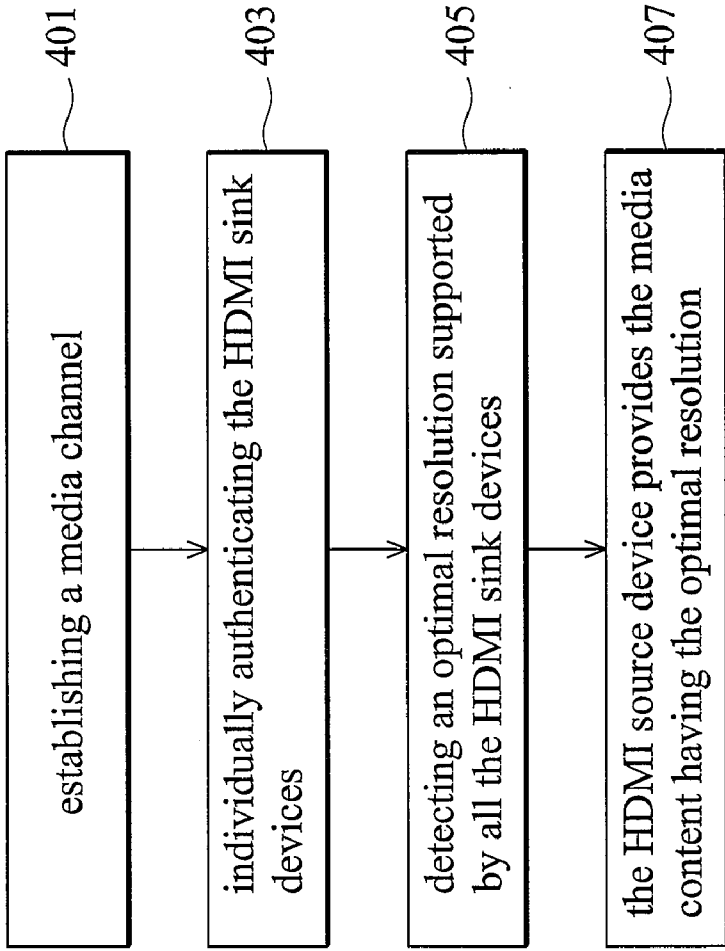 establishing a media channel
401
individually authenticating the HDMI sink
devices
403
detecting an optimal resolution supported
by all the HDMI sink devices
405
the HDMI source device provides the media
content having the optimal resolution
407